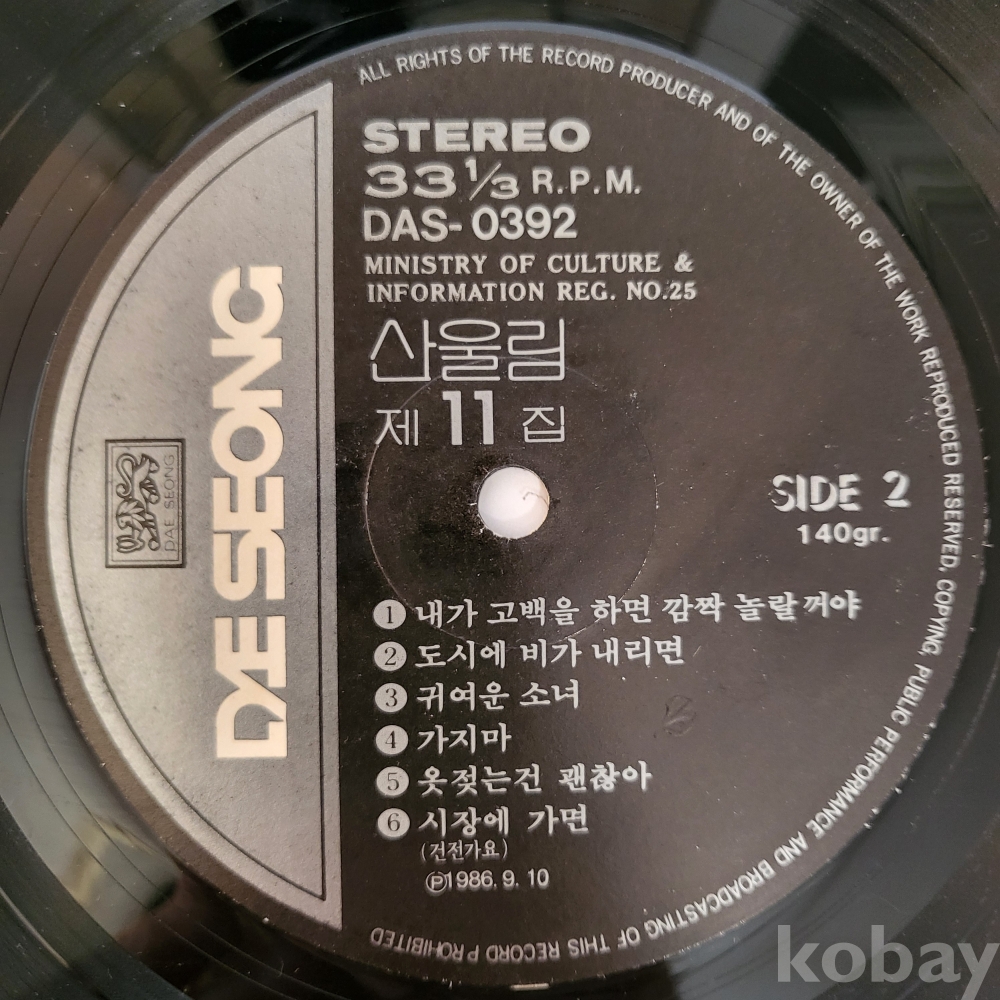 ALL RIGHTS OF THE RECORD PRODUCER AND OF THE OWNER OF THE WORK REPRODUCED RESERVED. COPYING, PUBLIC PERFORMANCE AND BROADCASTING OF THIS RECORD PROHIBITED
STEREO
33 1/3 R.P.M.
DAS-0392
MINISTRY OF CULTURE &
INFORMATION REG. NO.25
산울림
제 11 집
DAE SEONG
DAE SEONG
SIDE 2
140gr.
1 내가 고백을 하면 깜짝 놀랄꺼야
2 도시에 비가 내리면
3 귀여운 소녀
4 가지마
5 옷젖는건 괜찮아
6 시장에 가면
(건전가요)
Ⓟ1986. 9. 10
kobay